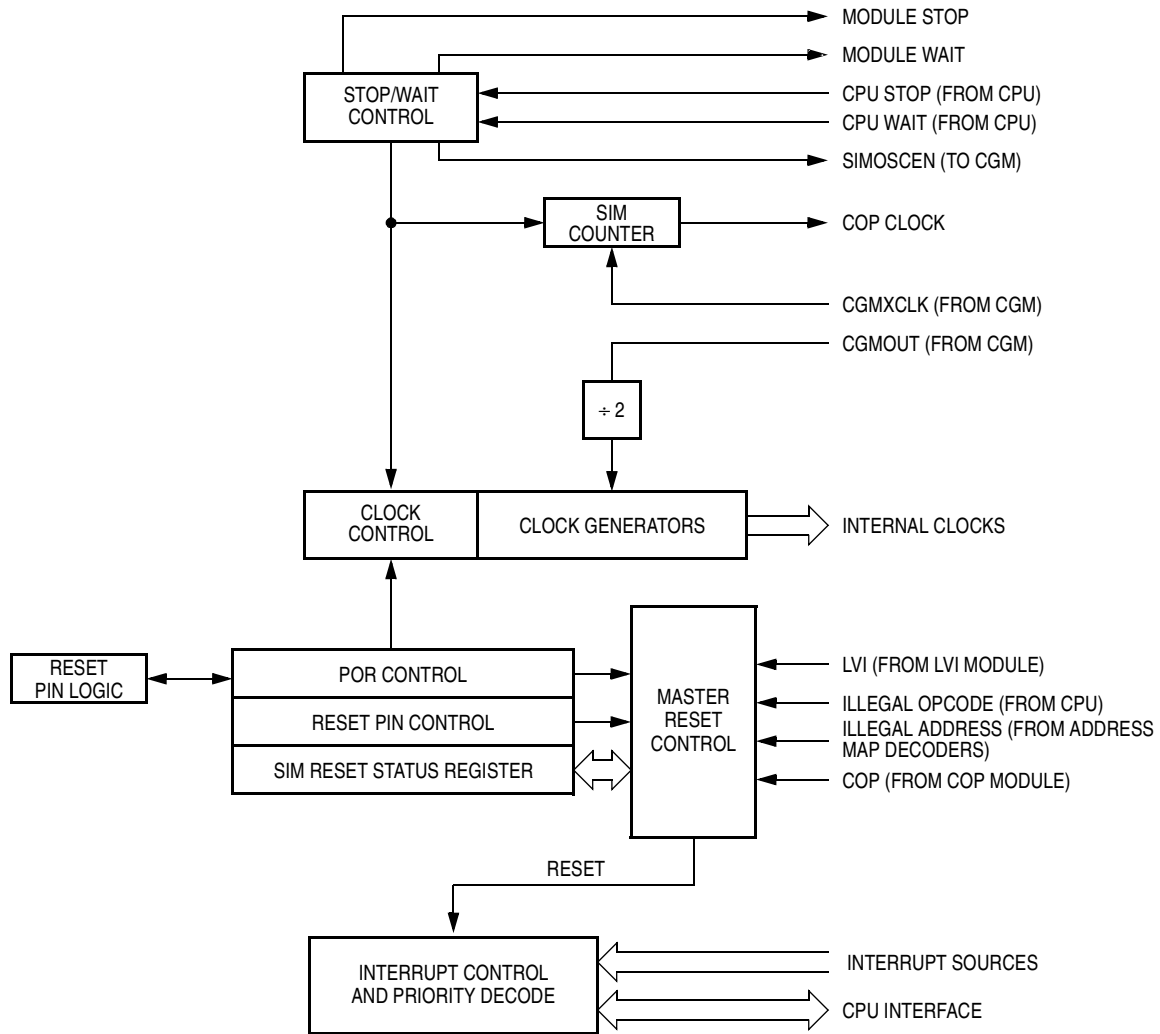 MODULE STOP
MODULE WAIT
STOP/WAIT
CONTROL
CPU STOP (FROM CPU)
CPU WAIT (FROM CPU)
SIMOSCEN (TO CGM)
SIM
COUNTER
COP CLOCK
CGMXCLK (FROM CGM)
CGMOUT (FROM CGM)
÷ 2
CLOCK
CONTROL
CLOCK GENERATORS
INTERNAL CLOCKS
RESET
PIN LOGIC
POR CONTROL
RESET PIN CONTROL
SIM RESET STATUS REGISTER
MASTER
RESET
CONTROL
LVI (FROM LVI MODULE)
ILLEGAL OPCODE (FROM CPU)
ILLEGAL ADDRESS (FROM ADDRESS
MAP DECODERS)
COP (FROM COP MODULE)
RESET
INTERRUPT CONTROL
AND PRIORITY DECODE
INTERRUPT SOURCES
CPU INTERFACE